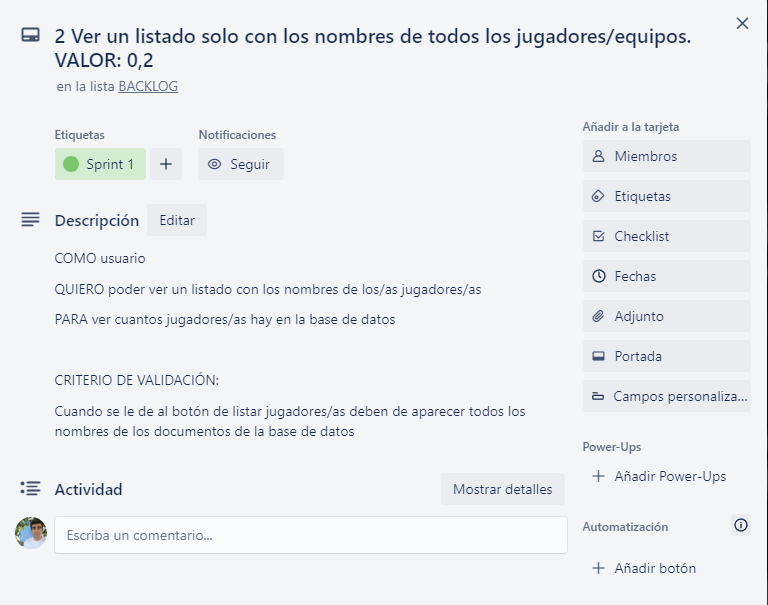 2 Ver un listado solo con los nombres de todos los jugadores/equipos.
VALOR: 0,2
en la lista BACKLOG
Etiquetas
Sprint 1
Notificaciones
Seguir
Descripción
Editar
COMO usuario
QUIERO poder ver un listado con los nombres de los/as jugadores/as
PARA ver cuantos jugadores/as hay en la base de datos
CRITERIO DE VALIDACIÓN:
Cuando se le de al botón de listar jugadores/as deben de aparecer todos los
nombres de los documentos de la base de datos
Actividad
Mostrar detalles
Escriba un comentario...
Añadir a la tarjeta
Miembros
Etiquetas
Checklist
Fechas
Adjunto
Portada
Campos personaliza...
Power-Ups
+ Añadir Power-Ups
Automatización
+ Añadir botón